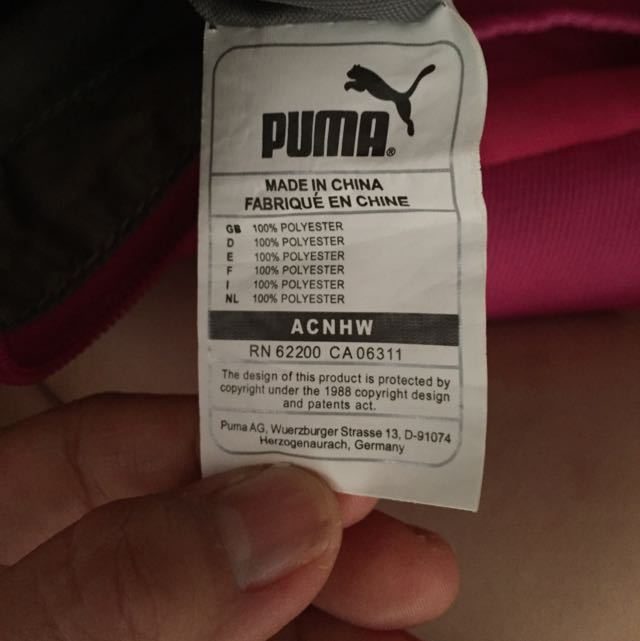 PUMA®
MADE IN CHINA
FABRIQUÉ EN CHINE
GB 100% POLYESTER
D 100% POLYESTER
E 100% POLYESTER
F 100% POLYESTER
I 100% POLYESTER
NL 100% POLYESTER
ACNHW
RN 62200 CA 06311
The design of this product is protected by
copyright under the 1988 copyright design
and patents act.
Puma AG, Wuerzburger Strasse 13, D-91074
Herzogenaurach, Germany